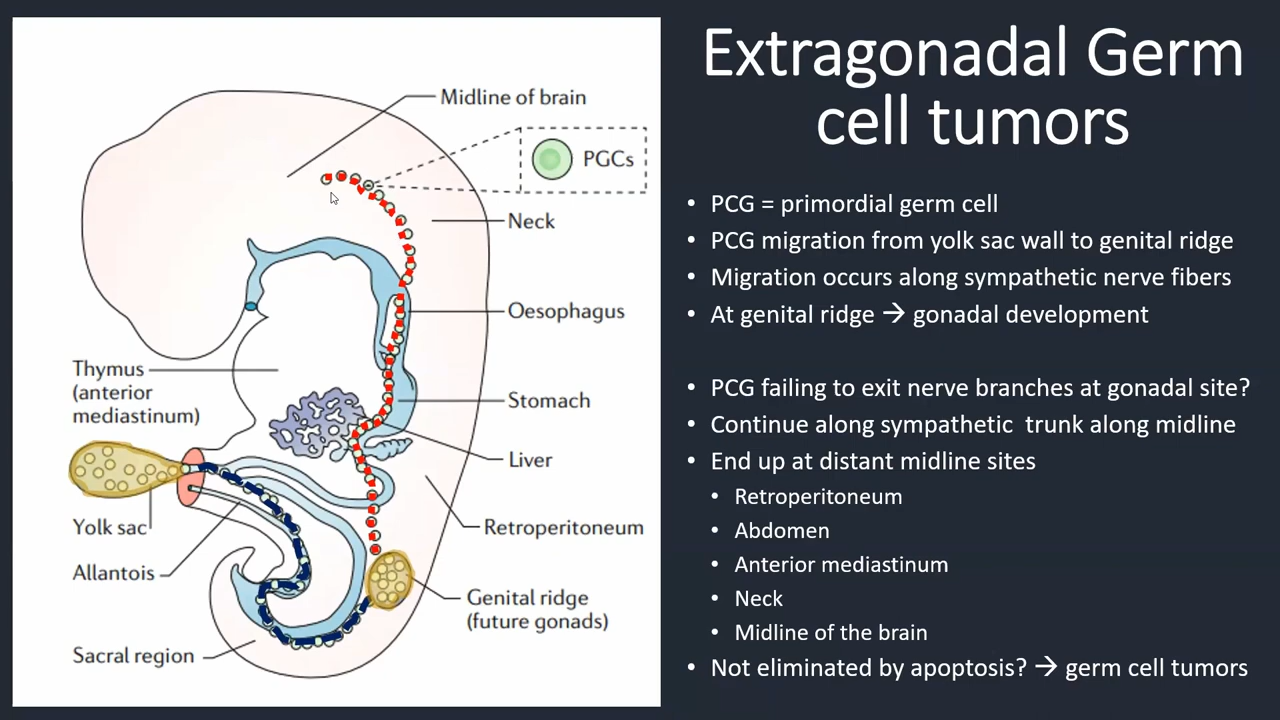 Extragonadal Germ
cell tumors
Midline of brain
PGCs
Neck
Oesophagus
Thymus
(anterior
mediastinum)
Stomach
Liver
Yolk sac
Retroperitoneum
Allantois
Genital ridge
(future gonads)
Sacral region
• PCG = primordial germ cell
• PCG migration from yolk sac wall to genital ridge
• Migration occurs along sympathetic nerve fibers
• At genital ridge → gonadal development
• PCG failing to exit nerve branches at gonadal site?
• Continue along sympathetic trunk along midline
• End up at distant midline sites
• Retroperitoneum
• Abdomen
• Anterior mediastinum
• Neck
• Midline of the brain
• Not eliminated by apoptosis? → germ cell tumors